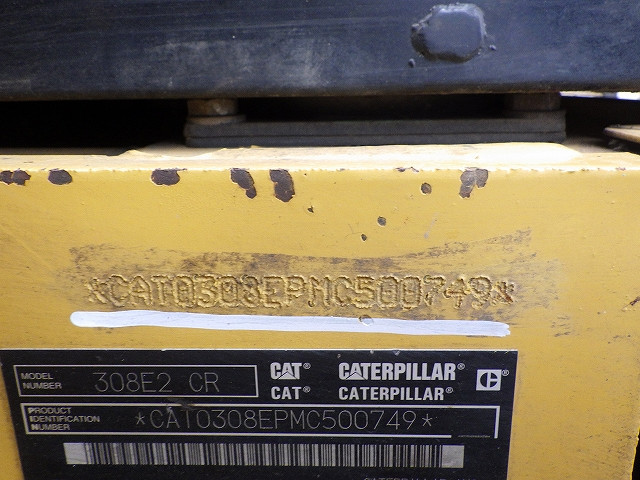 *CAT0308EPMC500749*
MODEL NUMBER 308E2 CR CAT® CATERPILLAR®
CAT® CATERPILLAR®
PRODUCT IDENTIFICATION NUMBER *CAT0308EPMC500749*